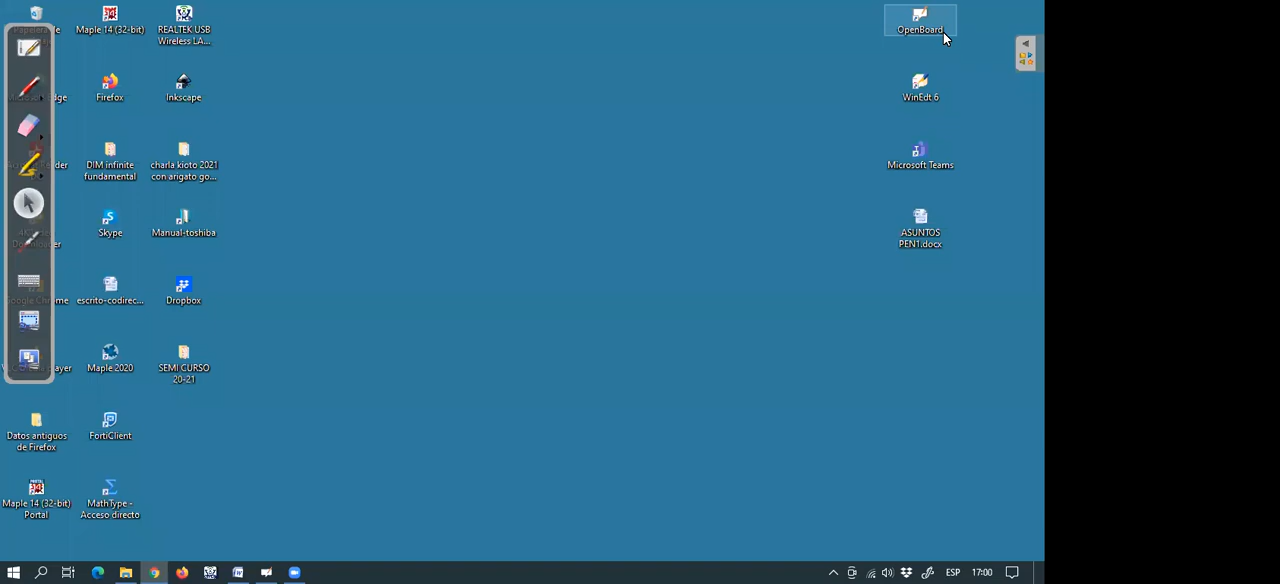 Maple 14 (32-bit)
REALTEK USB
Wireless LA...
OpenBoard
Firefox
Inkscape
WinEdt 6
DIM infinite
fundamental
charla kioto 2021
con arigato go...
Microsoft Teams
Skype
Manual-toshiba
ASUNTOS
PEN1.docx
escrito-codirec...
Dropbox
Maple 2020
SEMI CURSO
20-21
Datos antiguos
de Firefox
FortiClient
Maple 14 (32-bit)
Portal
MathType -
Acceso directo
ESP
17:00